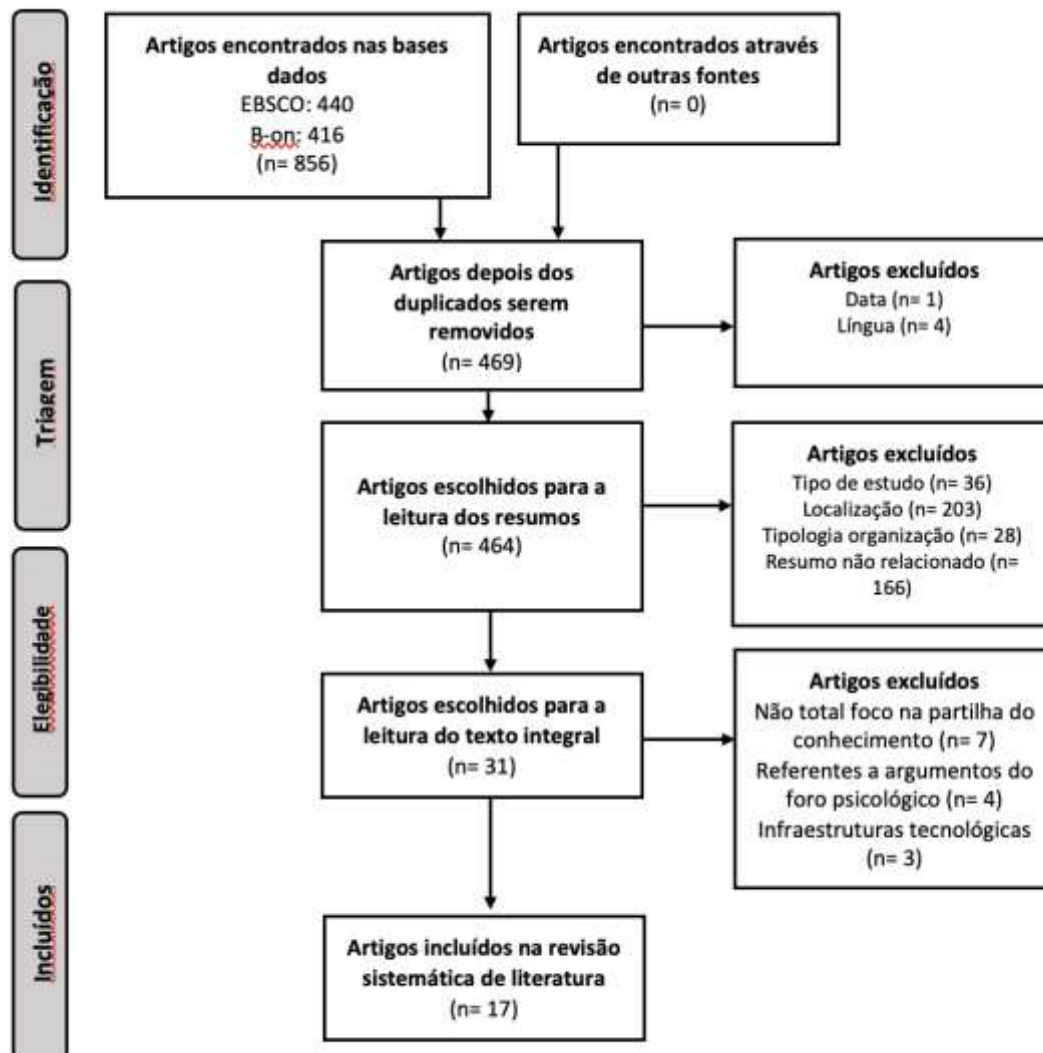 Identificação
Artigos encontrados nas bases
dados
EBSCO: 440
B-on: 416
(n= 856)
Artigos encontrados através
de outras fontes
(n= 0)
Triagem
Artigos depois dos
duplicados serem
removidos
(n= 469)
Artigos excluídos
Data (n= 1)
Língua (n= 4)
Artigos escolhidos para a
leitura dos resumos
(n= 464)
Artigos excluídos
Tipo de estudo (n= 36)
Localização (n= 203)
Tipologia organização (n= 28)
Resumo não relacionado (n=
166)
Elegibilidade
Artigos escolhidos para a
leitura do texto integral
(n= 31)
Artigos excluídos
Não total foco na partilha do
conhecimento (n= 7)
Referentes a argumentos do
foro psicológico (n= 4)
Infraestruturas tecnológicas
(n= 3)
Incluídos
Artigos incluídos na revisão
sistemática de literatura
(n= 17)